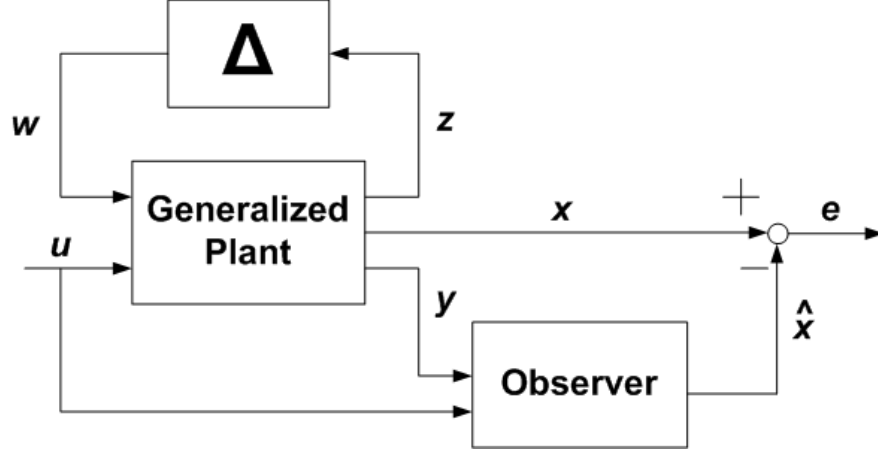 Δ
w
z
Generalized
Plant
x
+
e
u
−
y
x̂
Observer